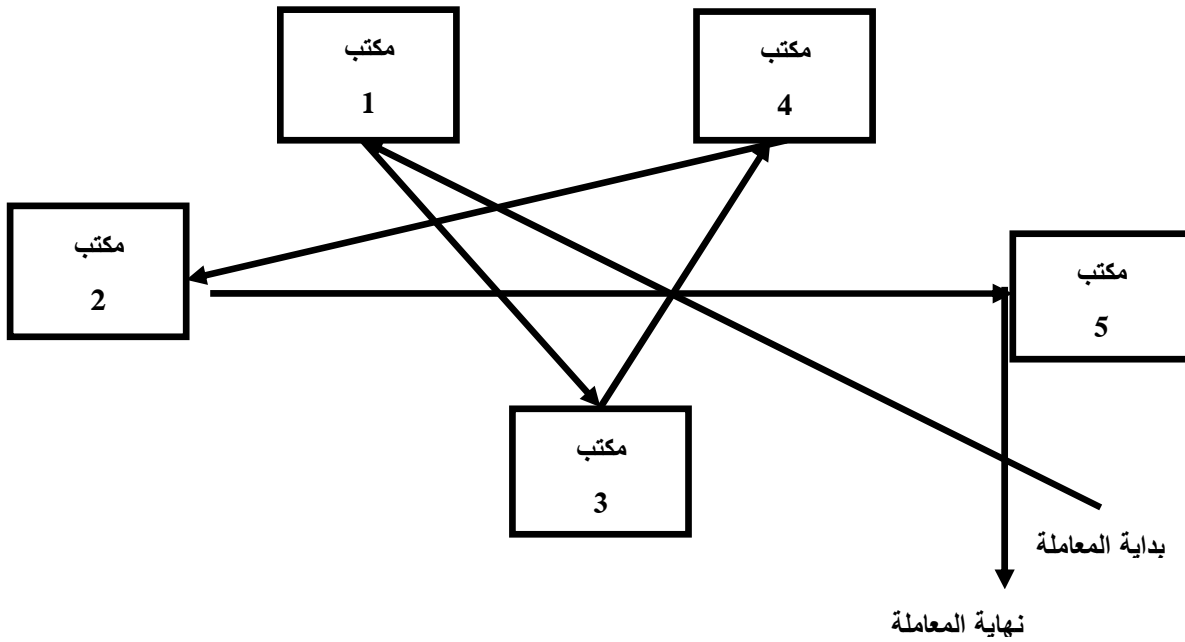 مكتب
1
مكتب
4
مكتب
2
مكتب
5
مكتب
3
بداية المعاملة
نهاية المعاملة